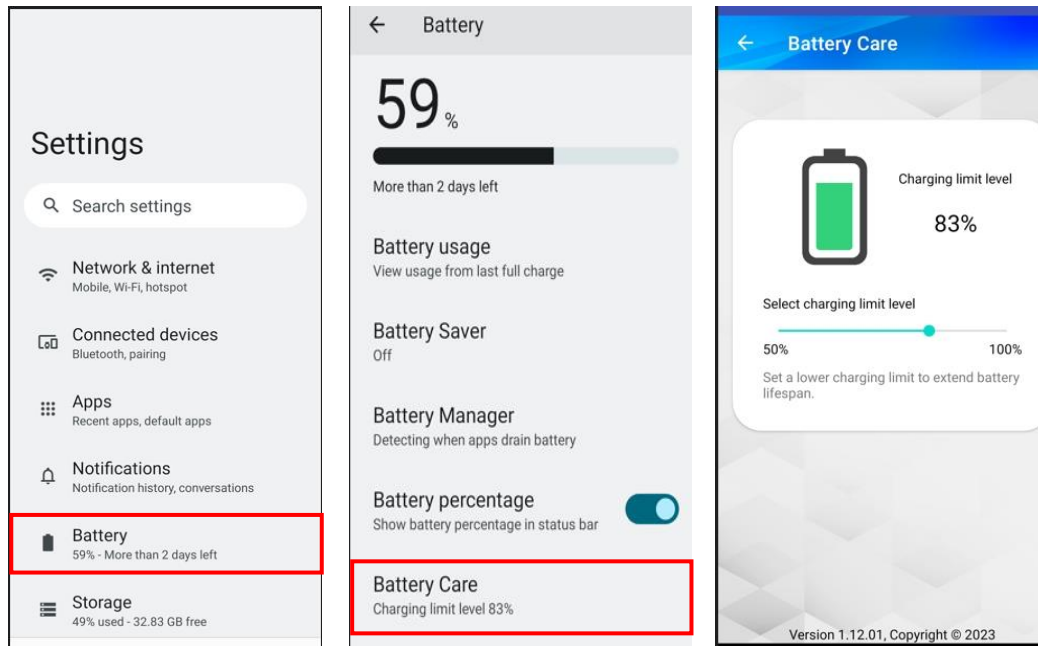 Settings
Search settings
Network & internet
Mobile, Wi-Fi, hotspot
Connected devices
Bluetooth, pairing
Apps
Recent apps, default apps
Notifications
Notification history, conversations
Battery
59% - More than 2 days left
Storage
49% used - 32.83 GB free
Battery
59 %
More than 2 days left
Battery usage
View usage from last full charge
Battery Saver
Off
Battery Manager
Detecting when apps drain battery
Battery percentage
Show battery percentage in status bar
Battery Care
Charging limit level 83%
Battery Care
Charging limit level
83%
Select charging limit level
50% 100%
Set a lower charging limit to extend battery
lifespan.
Version 1.12.01, Copyright © 2023